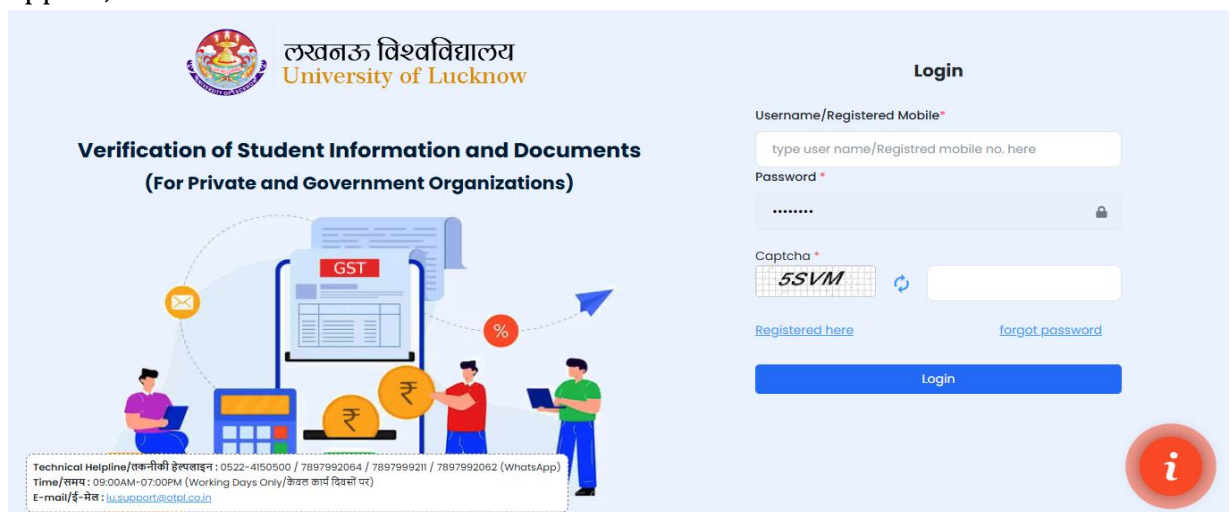 लखनऊ विश्वविद्यालय
University of Lucknow
Verification of Student Information and Documents
(For Private and Government Organizations)
GST
%
₹
₹
Technical Helpline/तकनीकी हेल्पलाइन : 0522-4150500 / 7897992064 / 7897999211 / 7897992062 (WhatsApp)
Time/समय : 09:00AM-07:00PM (Working Days Only/केवल कार्य दिवसों पर)
E-mail/ई-मेल : lu.support@otpl.co.in
Login
Username/Registered Mobile*
type user name/Registred mobile no. here
Password *
••••••••
Captcha *
5SVM
Registered here
forgot password
Login
i